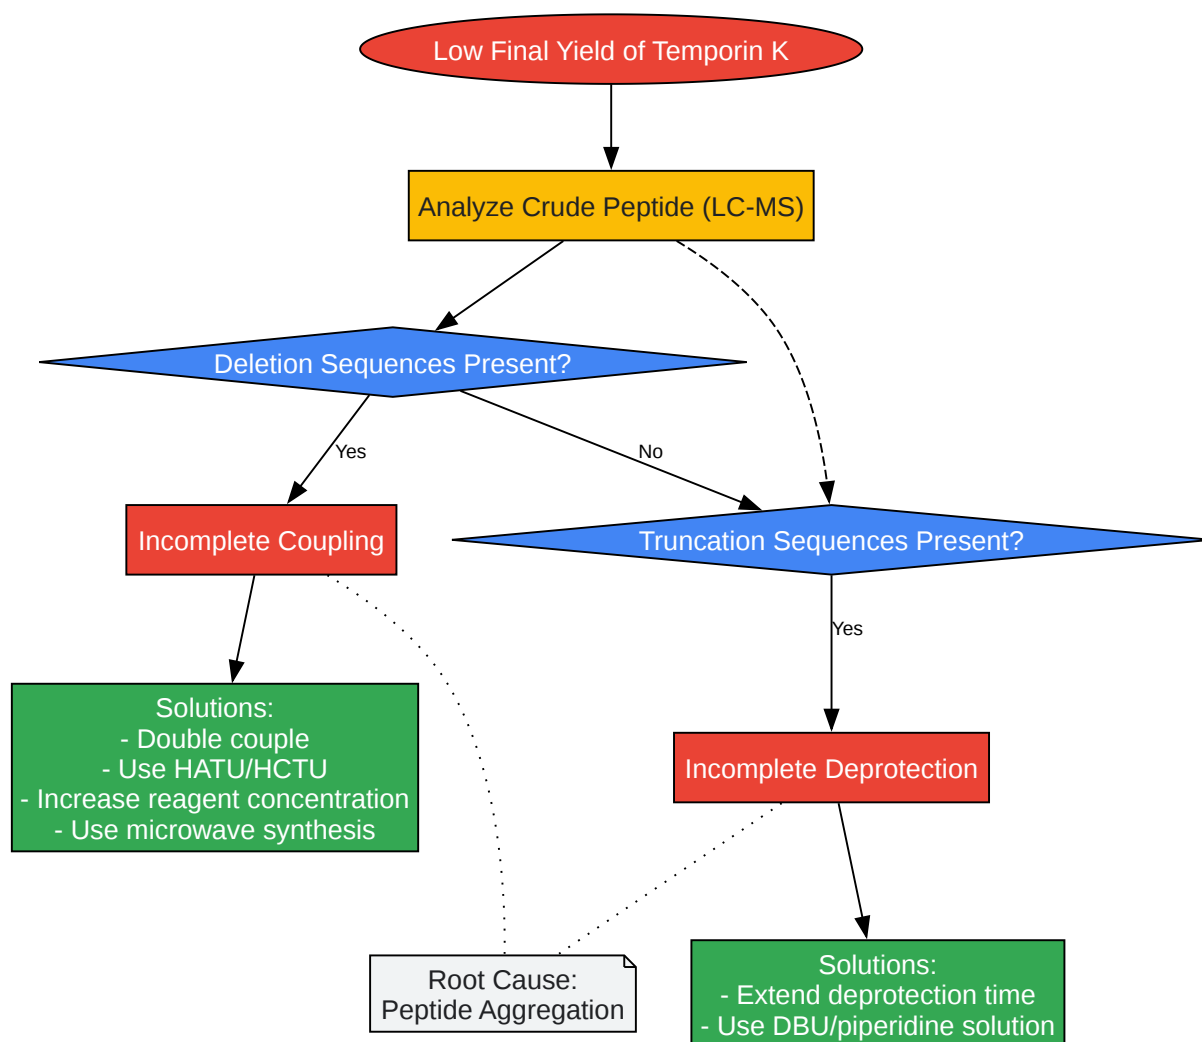 Low Final Yield of Temporin K
Analyze Crude Peptide (LC-MS)
Deletion Sequences Present?
Yes
No
Incomplete Coupling
Truncation Sequences Present?
Yes
Solutions:
- Double couple
- Use HATU/HCTU
- Increase reagent concentration
- Use microwave synthesis
Incomplete Deprotection
Root Cause:
Peptide Aggregation
Solutions:
- Extend deprotection time
- Use DBU/piperidine solution